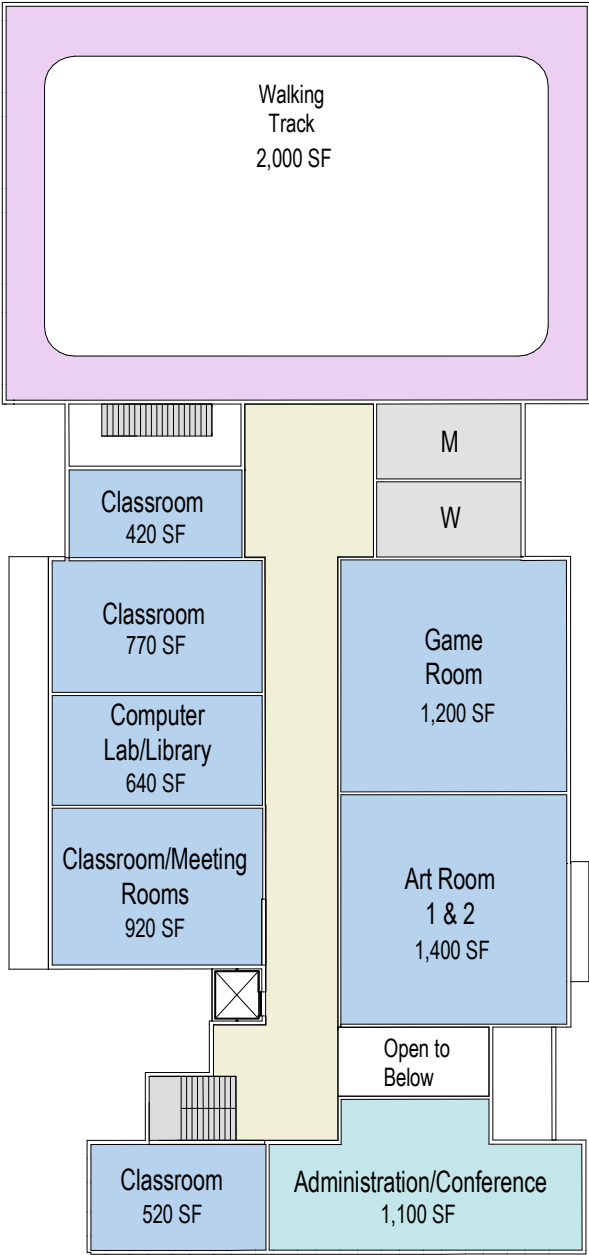 Walking
Track
2,000 SF
M
W
Classroom
420 SF
Classroom
770 SF
Game
Room
1,200 SF
Computer
Lab/Library
640 SF
Classroom/Meeting
Rooms
920 SF
Art Room
1 & 2
1,400 SF
Open to
Below
Classroom
520 SF
Administration/Conference
1,100 SF